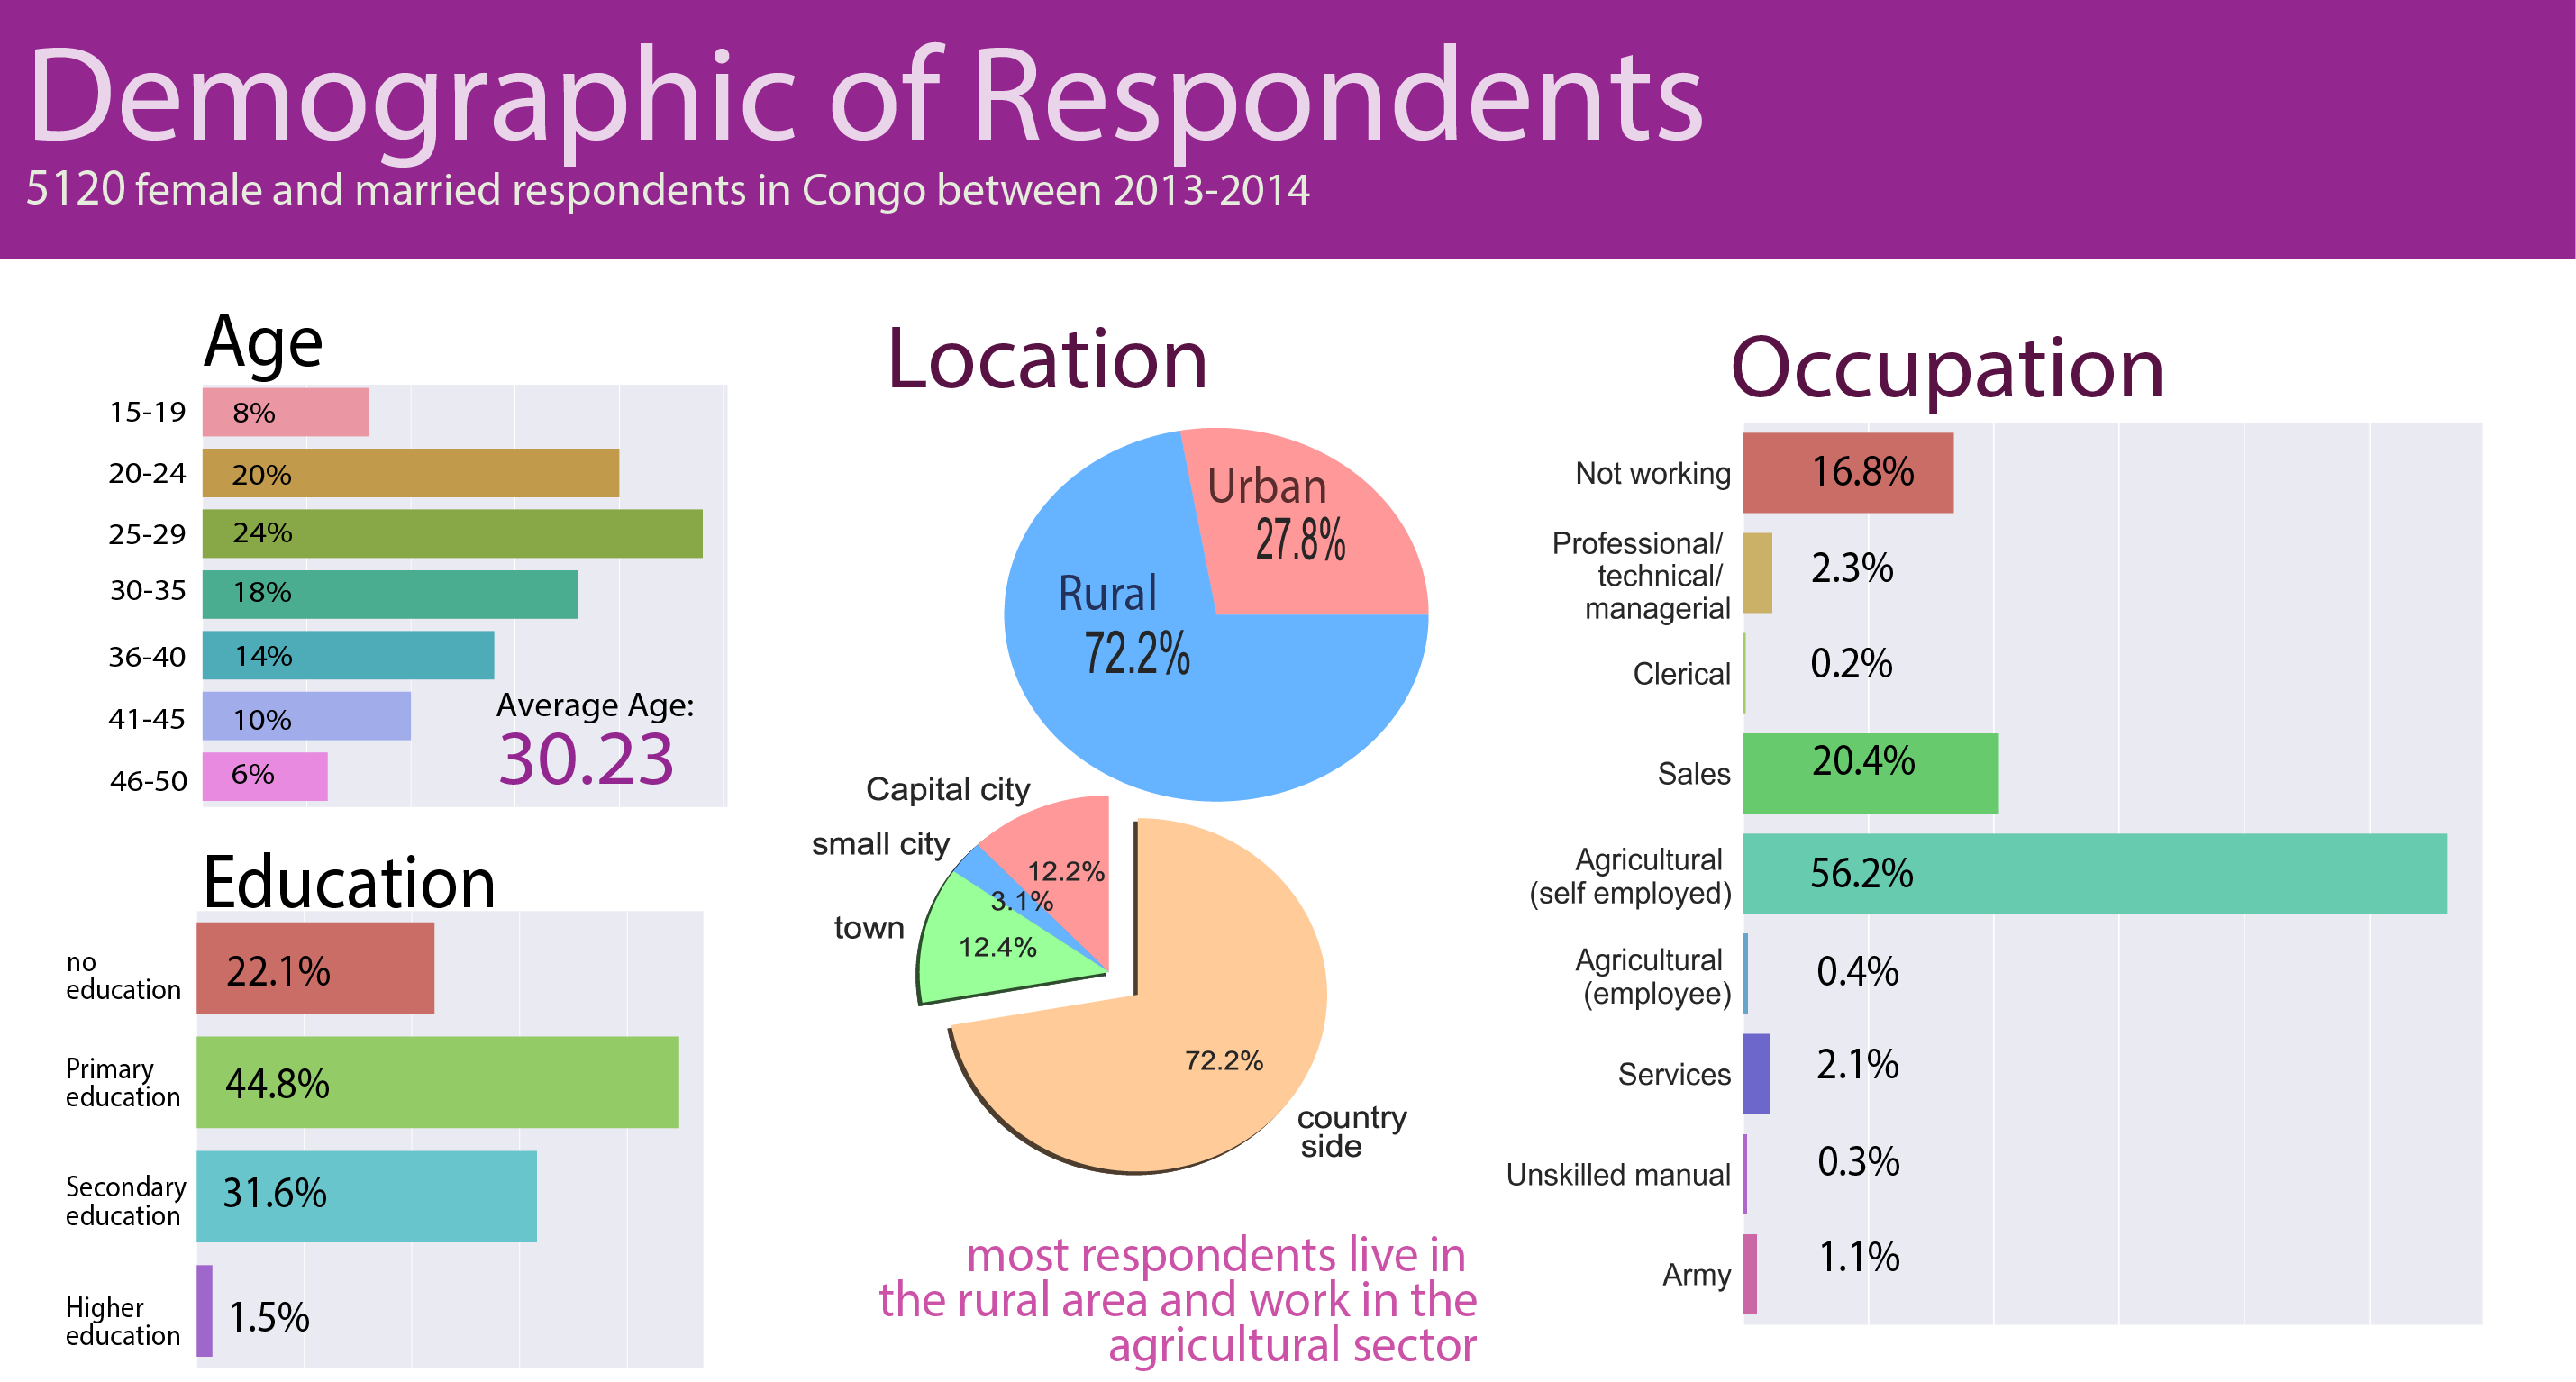 Demographic of Respondents
5120 female and married respondents in Congo between 2013-2014
Age
15-19 8%
20-24 20%
25-29 24%
30-35 18%
36-40 14%
41-45 10%
46-50 6%
Average Age:
30.23
Education
no
education
22.1%
Primary
education
44.8%
Secondary
education
31.6%
Higher
education
1.5%
Location
Urban
27.8%
Rural
72.2%
Capital city
12.2%
small city
3.1%
town
12.4%
72.2%
country
side
most respondents live in
the rural area and work in the
agricultural sector
Occupation
Not working 16.8%
Professional/
technical/
managerial
2.3%
Clerical 0.2%
Sales 20.4%
Agricultural
(self employed)
56.2%
Agricultural
(employee)
0.4%
Services 2.1%
Unskilled manual 0.3%
Army 1.1%